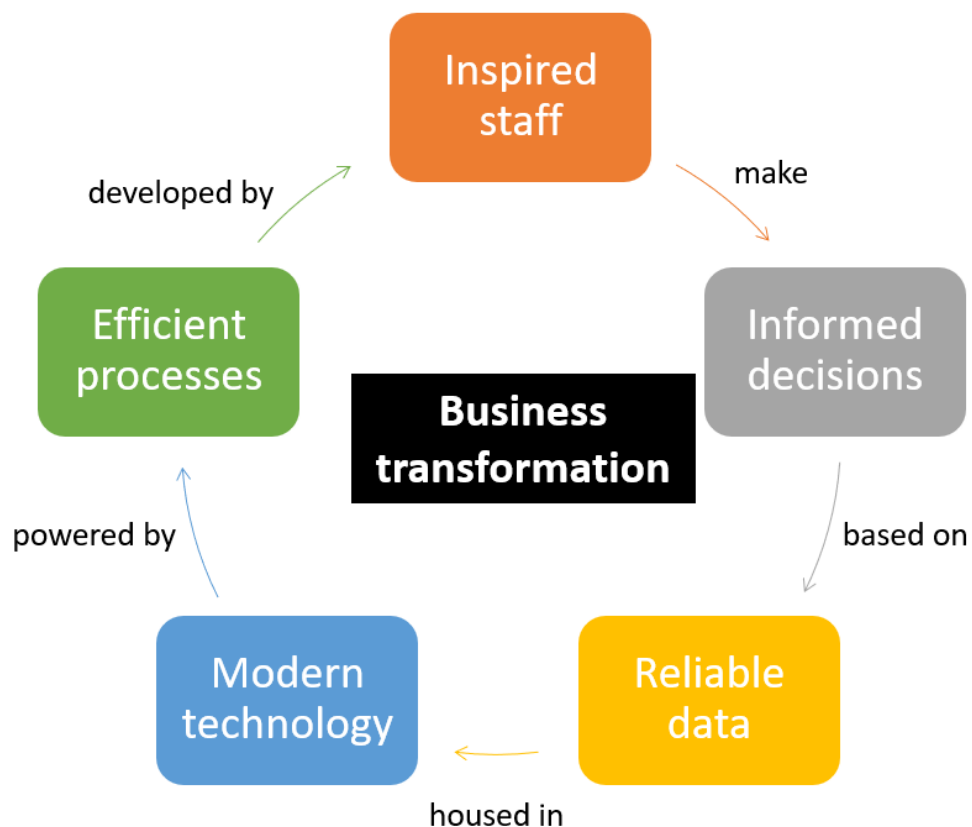 Inspired
staff
make
Informed
decisions
based on
Reliable
data
housed in
Modern
technology
powered by
Efficient
processes
developed by
Business
transformation